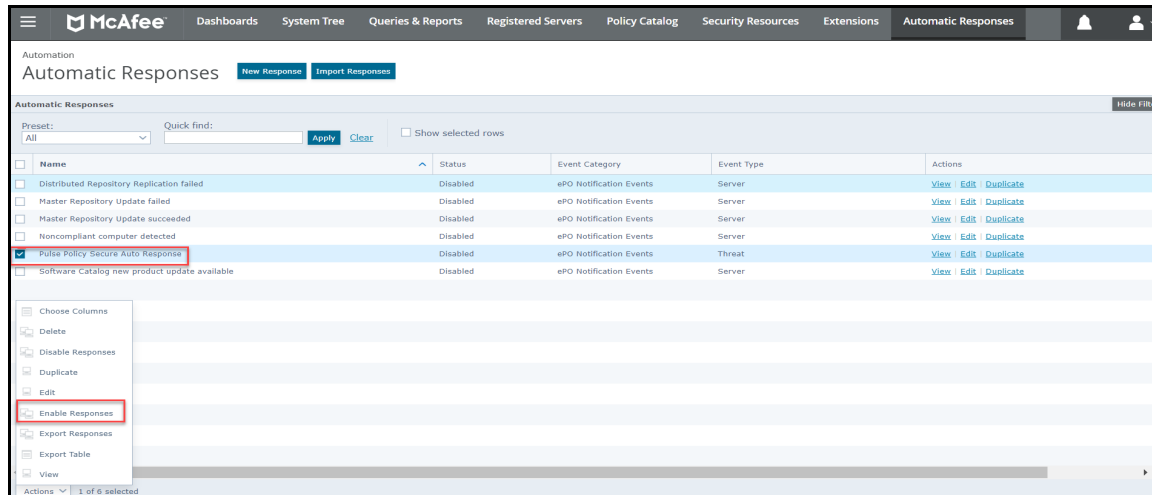 McAfee Dashboards System Tree Queries & Reports Registered Servers Policy Catalog Security Resources Extensions Automatic Responses
Automation
Automatic Responses New Response Import Responses
Automatic Responses Hide Filt
Preset: Quick find:
All Apply Clear Show selected rows
Name Status Event Category Event Type Actions
Distributed Repository Replication failed Disabled ePO Notification Events Server View | Edit | Duplicate
Master Repository Update failed Disabled ePO Notification Events Server View | Edit | Duplicate
Master Repository Update succeeded Disabled ePO Notification Events Server View | Edit | Duplicate
Noncompliant computer detected Disabled ePO Notification Events Server View | Edit | Duplicate
Pulse Policy Secure Auto Response Disabled ePO Notification Events Threat View | Edit | Duplicate
Software Catalog new product update available Disabled ePO Notification Events Server View | Edit | Duplicate
Choose Columns
Delete
Disable Responses
Duplicate
Edit
Enable Responses
Export Responses
Export Table
View
Actions 1 of 6 selected